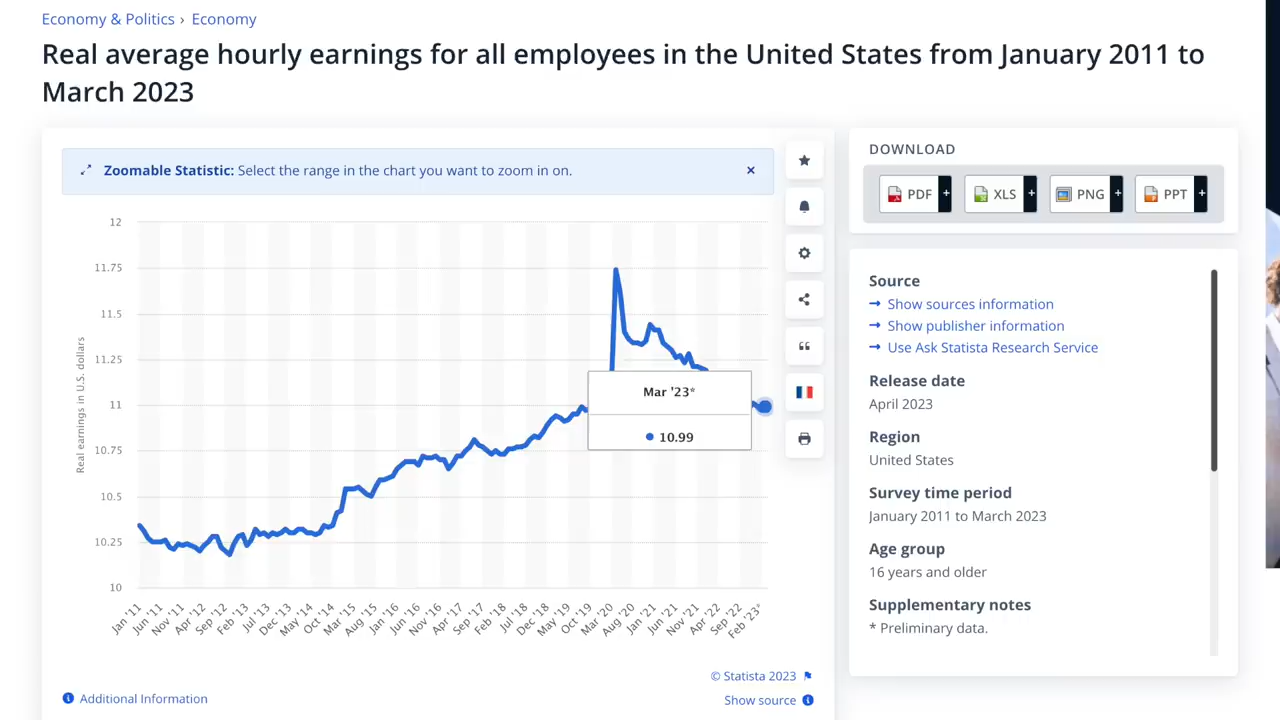 Economy & Politics › Economy
Real average hourly earnings for all employees in the United States from January 2011 to
March 2023
Zoomable Statistic: Select the range in the chart you want to zoom in on. ×
12
11.75
11.5
11.25
11
10.75
10.5
10.25
10
Real earnings in U.S. dollars
Mar '23*
10.99
Jan '11
Jun '11
Nov '11
Apr '12
Sep '12
Feb '13
Jul '13
Dec '13
May '14
Oct '14
Mar '15
Aug '15
Jan '16
Jun '16
Nov '16
Apr '17
Sep '17
Feb '18
Jul '18
Dec '18
May '19
Oct '19
Mar '20
Aug '20
Jan '21
Jun '21
Nov '21
Apr '22
Sep '22
Feb '23*
© Statista 2023
Additional Information
Show source
DOWNLOAD
PDF + XLS + PNG + PPT +
Source
→ Show sources information
→ Show publisher information
→ Use Ask Statista Research Service
Release date
April 2023
Region
United States
Survey time period
January 2011 to March 2023
Age group
16 years and older
Supplementary notes
* Preliminary data.